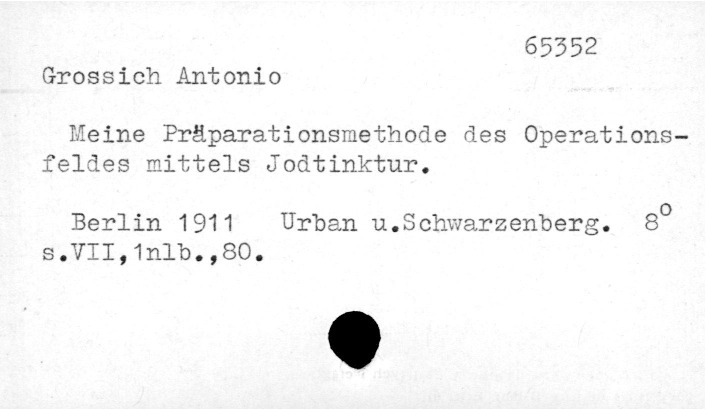 65352
Grossich Antonio
Meine Präparationsmethode des Operations-
feldes mittels Jodtinktur.
Berlin 1911 Urban u.Schwarzenberg. 8°
s.VII,1nlb.,80.